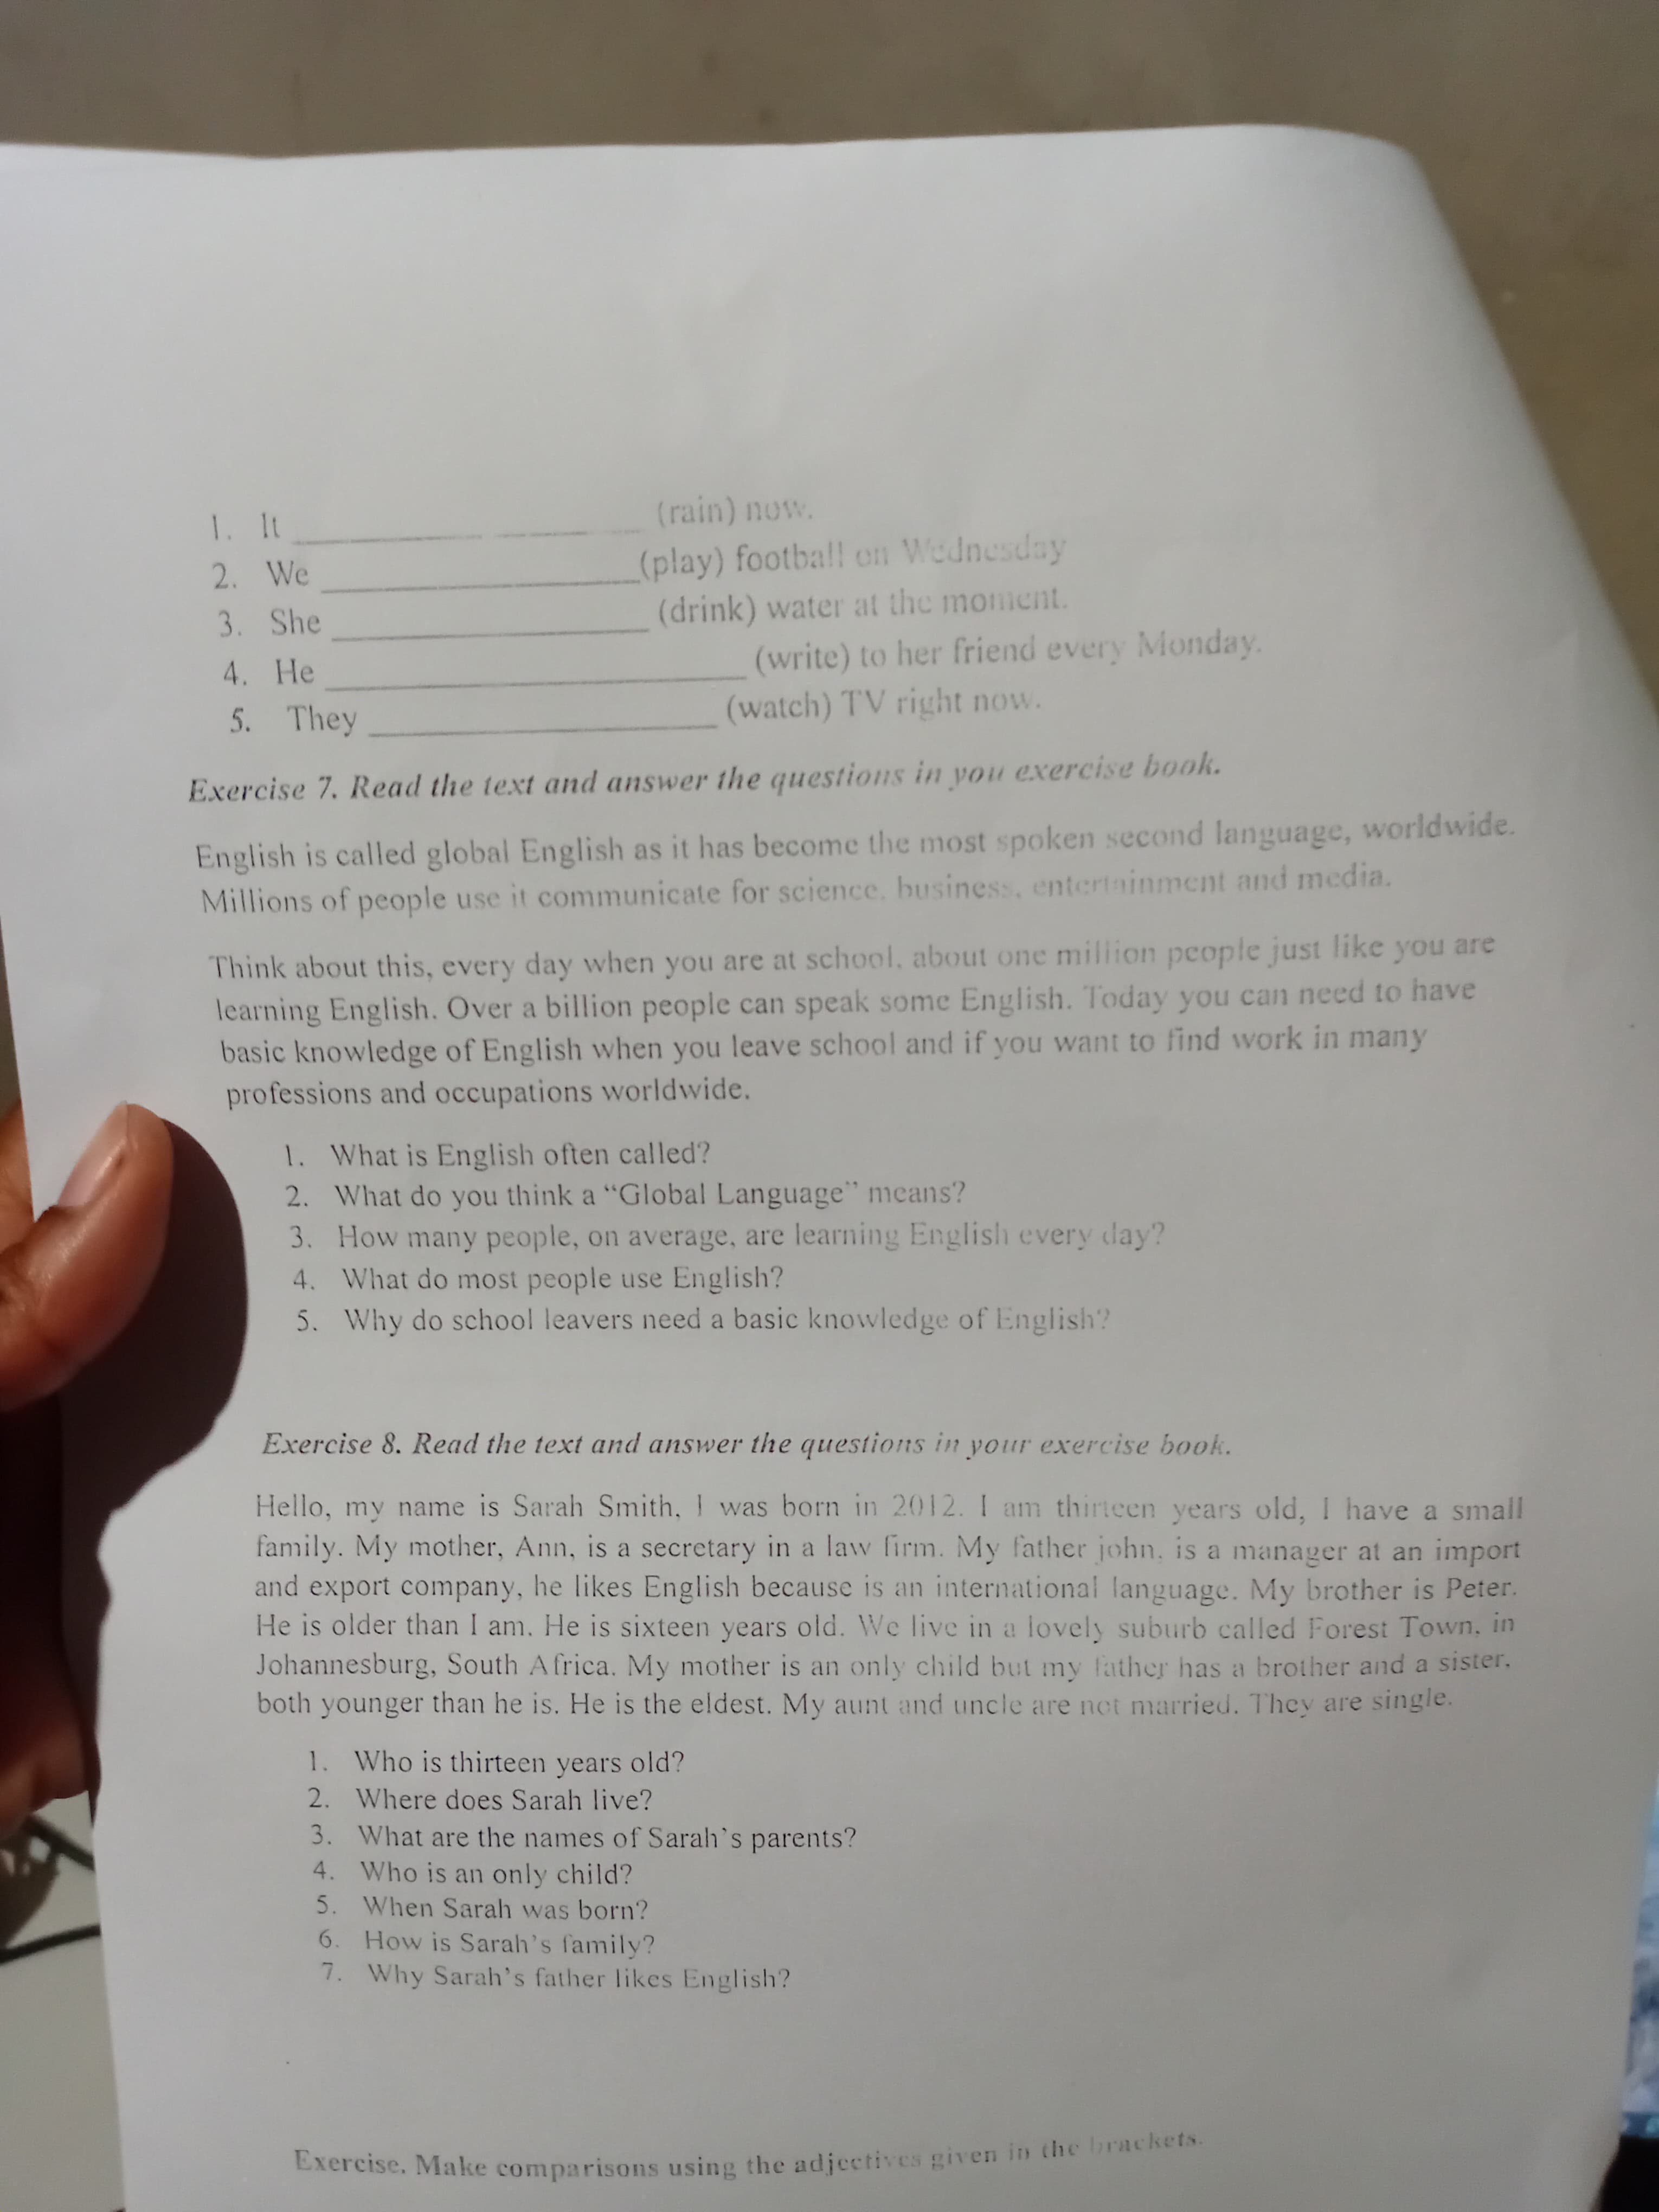 1. It ____________________ (rain) now.
2. We ____________________(play) football on Wednesday
3. She ____________________ (drink) water at the moment.
4. He ____________________ (write) to her friend every Monday.
5. They ____________________ (watch) TV right now.
Exercise 7. Read the text and answer the questions in you exercise book.
English is called global English as it has become the most spoken second language, worldwide.
Millions of people use it communicate for science, business, entertainment and media.
Think about this, every day when you are at school, about one million people just like you are
learning English. Over a billion people can speak some English. Today you can need to have
basic knowledge of English when you leave school and if you want to find work in many
professions and occupations worldwide.
1. What is English often called?
2. What do you think a “Global Language” means?
3. How many people, on average, are learning English every day?
4. What do most people use English?
5. Why do school leavers need a basic knowledge of English?
Exercise 8. Read the text and answer the questions in your exercise book.
Hello, my name is Sarah Smith, I was born in 2012. I am thirteen years old, I have a small
family. My mother, Ann, is a secretary in a law firm. My father john, is a manager at an import
and export company, he likes English because is an international language. My brother is Peter.
He is older than I am. He is sixteen years old. We live in a lovely suburb called Forest Town, in
Johannesburg, South Africa. My mother is an only child but my father has a brother and a sister,
both younger than he is. He is the eldest. My aunt and uncle are not married. They are single.
1. Who is thirteen years old?
2. Where does Sarah live?
3. What are the names of Sarah's parents?
4. Who is an only child?
5. When Sarah was born?
6. How is Sarah's family?
7. Why Sarah's father likes English?
Exercise. Make comparisons using the adjectives given in the brackets.